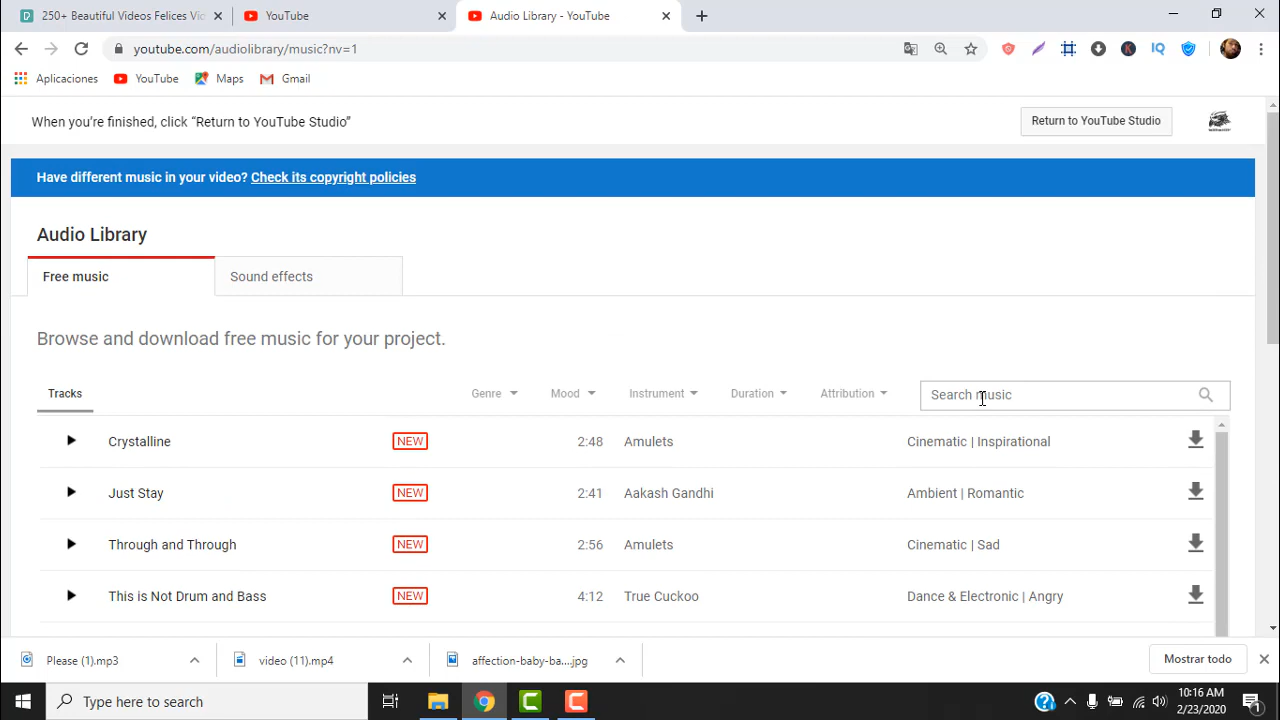 250+ Beautiful Videos Felices Vid
YouTube
Audio Library - YouTube
youtube.com/audiolibrary/music?nv=1
Aplicaciones
YouTube
Maps
Gmail
When you're finished, click “Return to YouTube Studio”
Return to YouTube Studio
Have different music in your video? Check its copyright policies
Audio Library
Free music
Sound effects
Browse and download free music for your project.
Tracks
Genre
Mood
Instrument
Duration
Attribution
Search music
Crystalline NEW 2:48 Amulets Cinematic | Inspirational
Just Stay NEW 2:41 Aakash Gandhi Ambient | Romantic
Through and Through NEW 2:56 Amulets Cinematic | Sad
This is Not Drum and Bass NEW 4:12 True Cuckoo Dance & Electronic | Angry
Please (1).mp3
video (11).mp4
affection-baby-ba....jpg
Mostrar todo
Type here to search
10:16 AM
2/23/2020